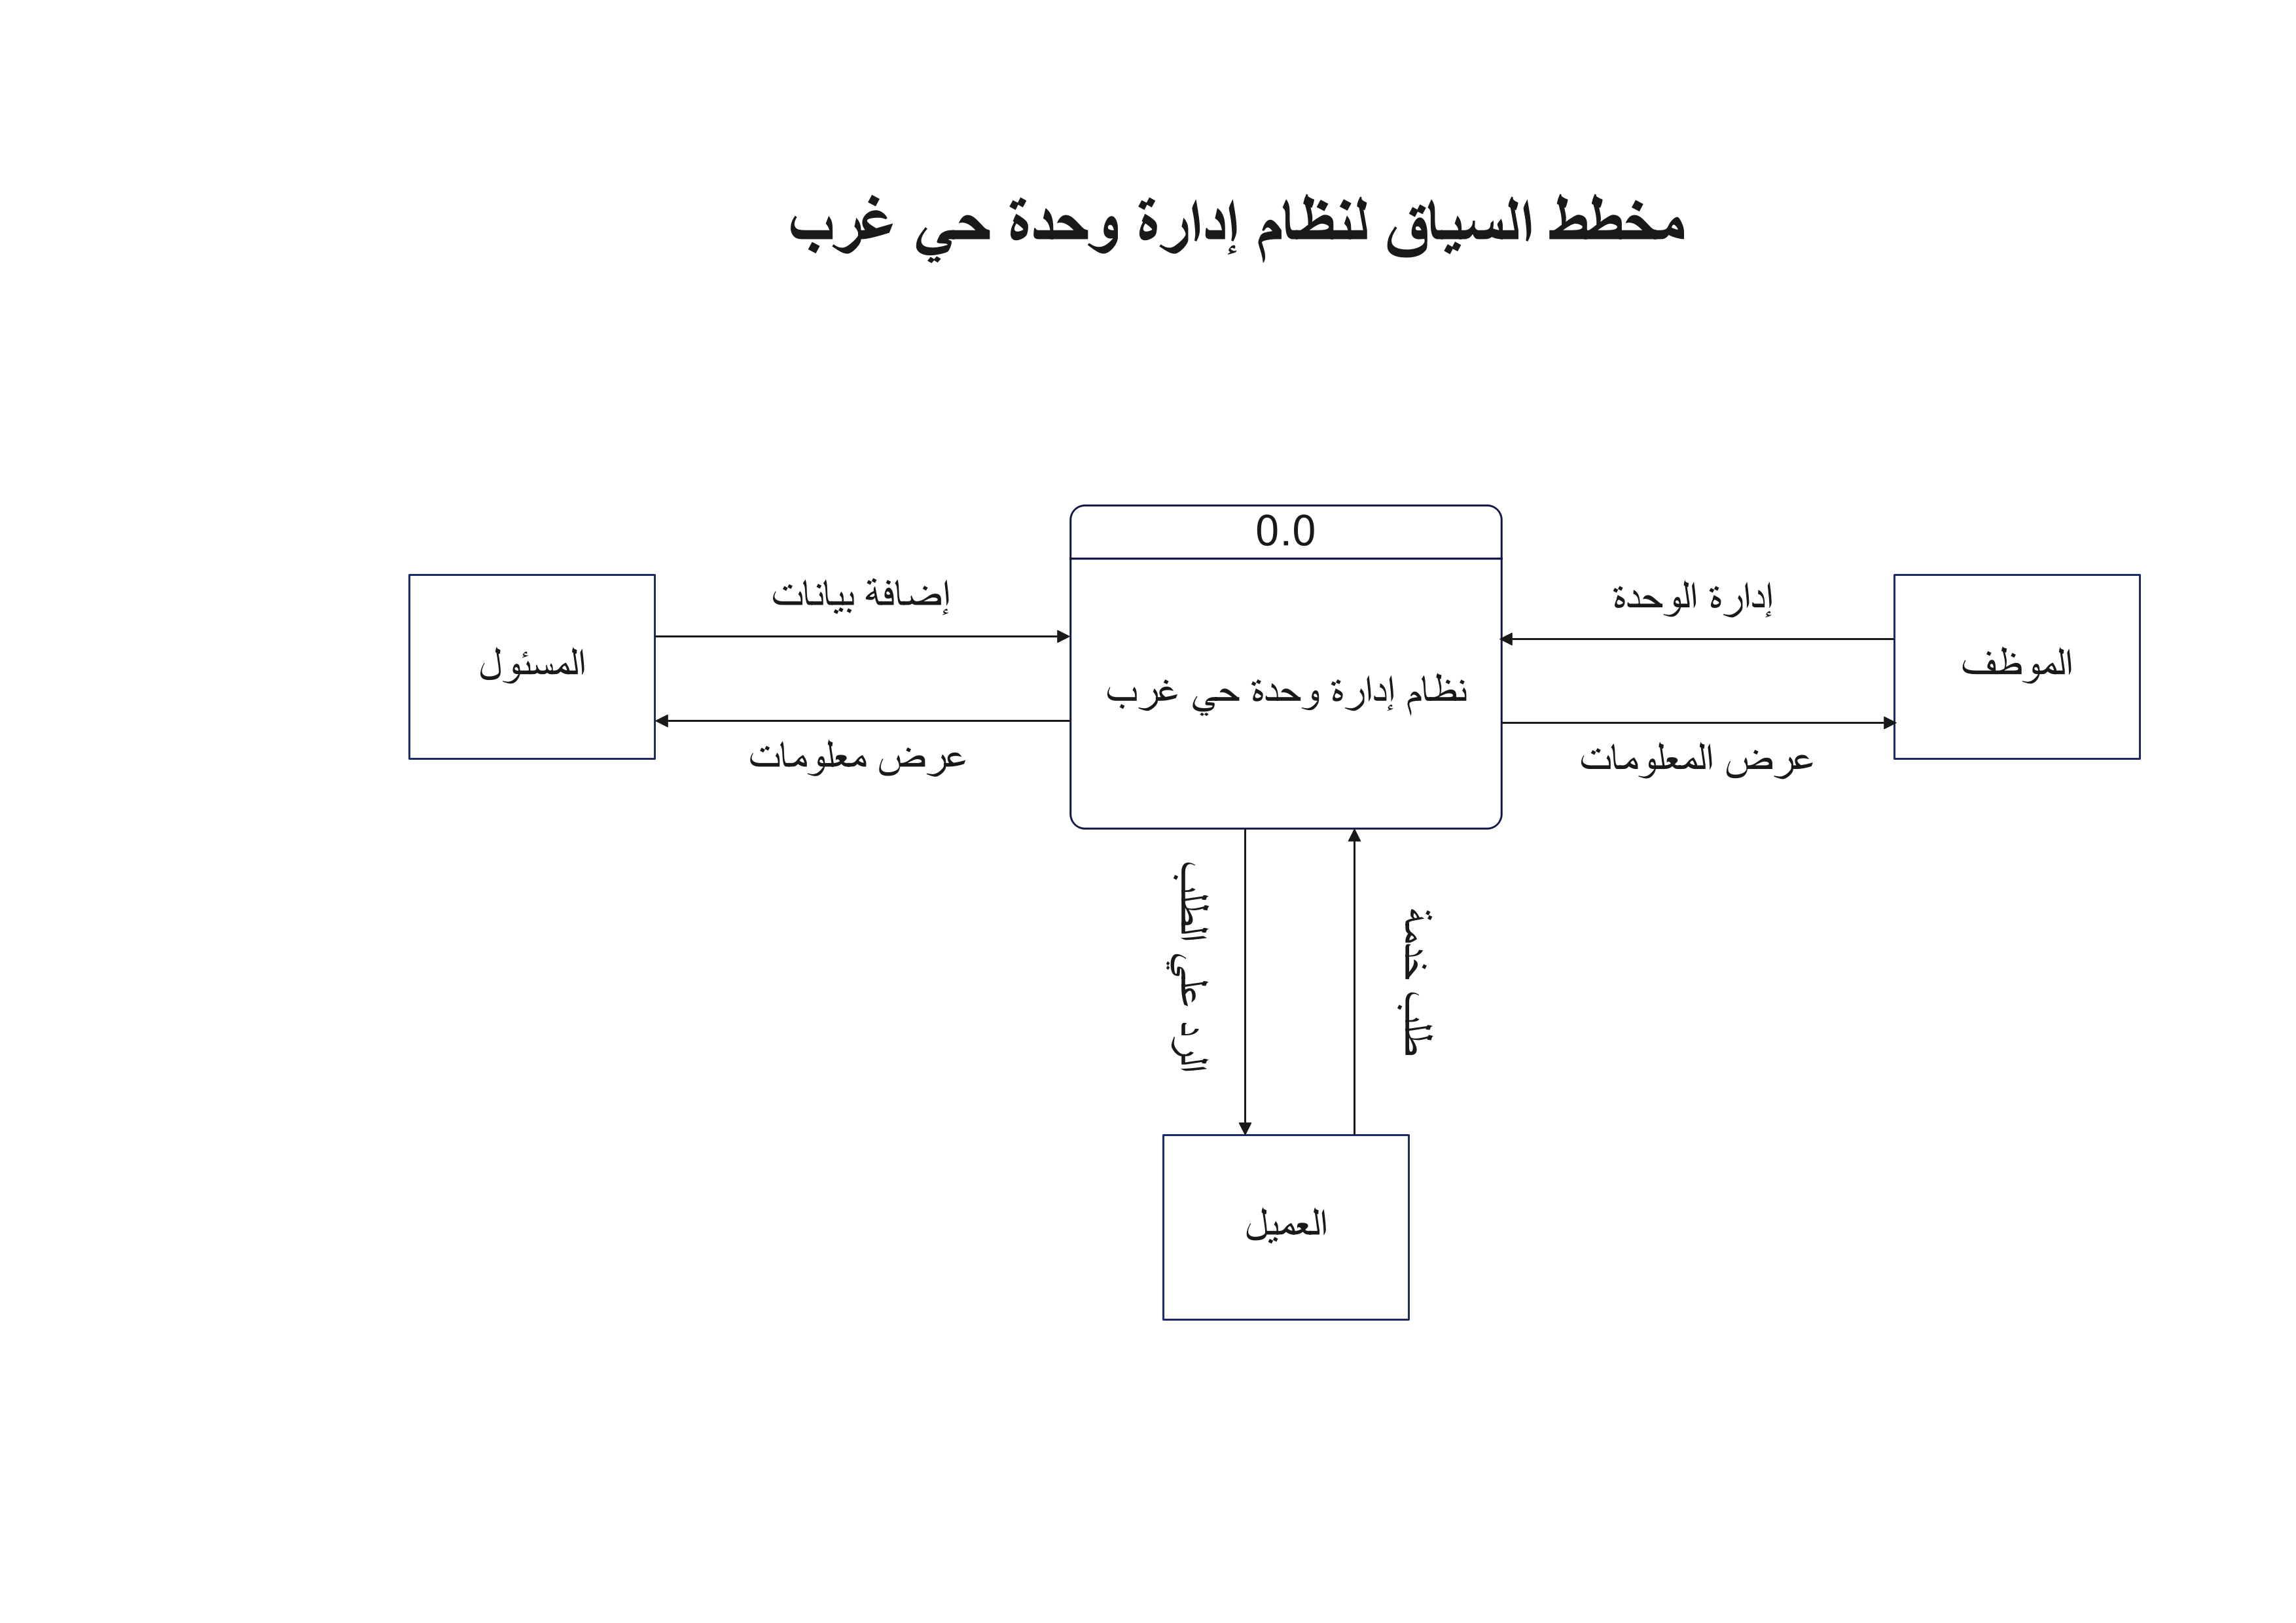 مخطط السياق لنظام إدارة وحدة حي غرب
0.0
نظام إدارة وحدة حي غرب
الموظف
إدارة الوحدة
عرض المعلومات
المسئول
إضافة بيانات
عرض معلومات
طلب خدمة
الرد علي الطلب
العميل